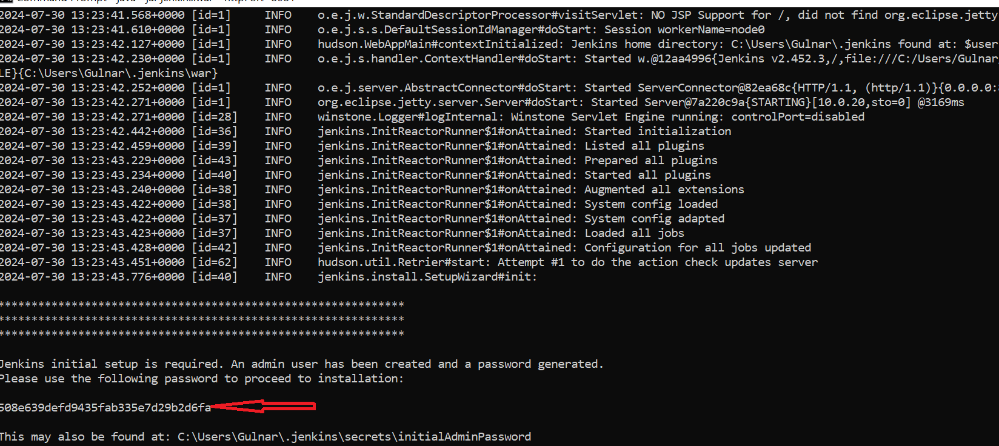 2024-07-30 13:23:41.568+0000 [id=1] INFO o.e.j.w.StandardDescriptorProcessor#visitServlet: NO JSP Support for /, did not find org.eclipse.jetty
2024-07-30 13:23:41.610+0000 [id=1] INFO o.e.j.s.s.DefaultSessionIdManager#doStart: Session workerName=node0
2024-07-30 13:23:42.127+0000 [id=1] INFO hudson.WebAppMain#contextInitialized: Jenkins home directory: C:\Users\Gulnar\.jenkins found at: $user
2024-07-30 13:23:42.230+0000 [id=1] INFO o.e.j.s.handler.ContextHandler#doStart: Started w.@12aa4996{Jenkins v2.452.3,/,file:///C:/Users/Gulnar/
LE}{C:\Users\Gulnar\.jenkins\war}
2024-07-30 13:23:42.252+0000 [id=1] INFO o.e.j.server.AbstractConnector#doStart: Started ServerConnector@82ea68c{HTTP/1.1, (http/1.1)}{0.0.0.0:
2024-07-30 13:23:42.271+0000 [id=1] INFO org.eclipse.jetty.server.Server#doStart: Started Server@7a220c9a{STARTING}[10.0.20,sto=0] @3169ms
2024-07-30 13:23:42.271+0000 [id=28] INFO winstone.Logger#logInternal: Winstone Servlet Engine running: controlPort=disabled
2024-07-30 13:23:42.442+0000 [id=36] INFO jenkins.InitReactorRunner$1#onAttained: Started initialization
2024-07-30 13:23:42.459+0000 [id=39] INFO jenkins.InitReactorRunner$1#onAttained: Listed all plugins
2024-07-30 13:23:43.229+0000 [id=43] INFO jenkins.InitReactorRunner$1#onAttained: Prepared all plugins
2024-07-30 13:23:43.234+0000 [id=40] INFO jenkins.InitReactorRunner$1#onAttained: Started all plugins
2024-07-30 13:23:43.240+0000 [id=38] INFO jenkins.InitReactorRunner$1#onAttained: Augmented all extensions
2024-07-30 13:23:43.422+0000 [id=38] INFO jenkins.InitReactorRunner$1#onAttained: System config loaded
2024-07-30 13:23:43.422+0000 [id=37] INFO jenkins.InitReactorRunner$1#onAttained: System config adapted
2024-07-30 13:23:43.423+0000 [id=37] INFO jenkins.InitReactorRunner$1#onAttained: Loaded all jobs
2024-07-30 13:23:43.428+0000 [id=42] INFO jenkins.InitReactorRunner$1#onAttained: Configuration for all jobs updated
2024-07-30 13:23:43.451+0000 [id=62] INFO hudson.util.Retrier#start: Attempt #1 to do the action check updates server
2024-07-30 13:23:43.776+0000 [id=40] INFO jenkins.install.SetupWizard#init:
*************************************************************
*************************************************************
*************************************************************
Jenkins initial setup is required. An admin user has been created and a password generated.
Please use the following password to proceed to installation:
508e639defd9435fab335e7d29b2d6fa
This may also be found at: C:\Users\Gulnar\.jenkins\secrets\initialAdminPassword